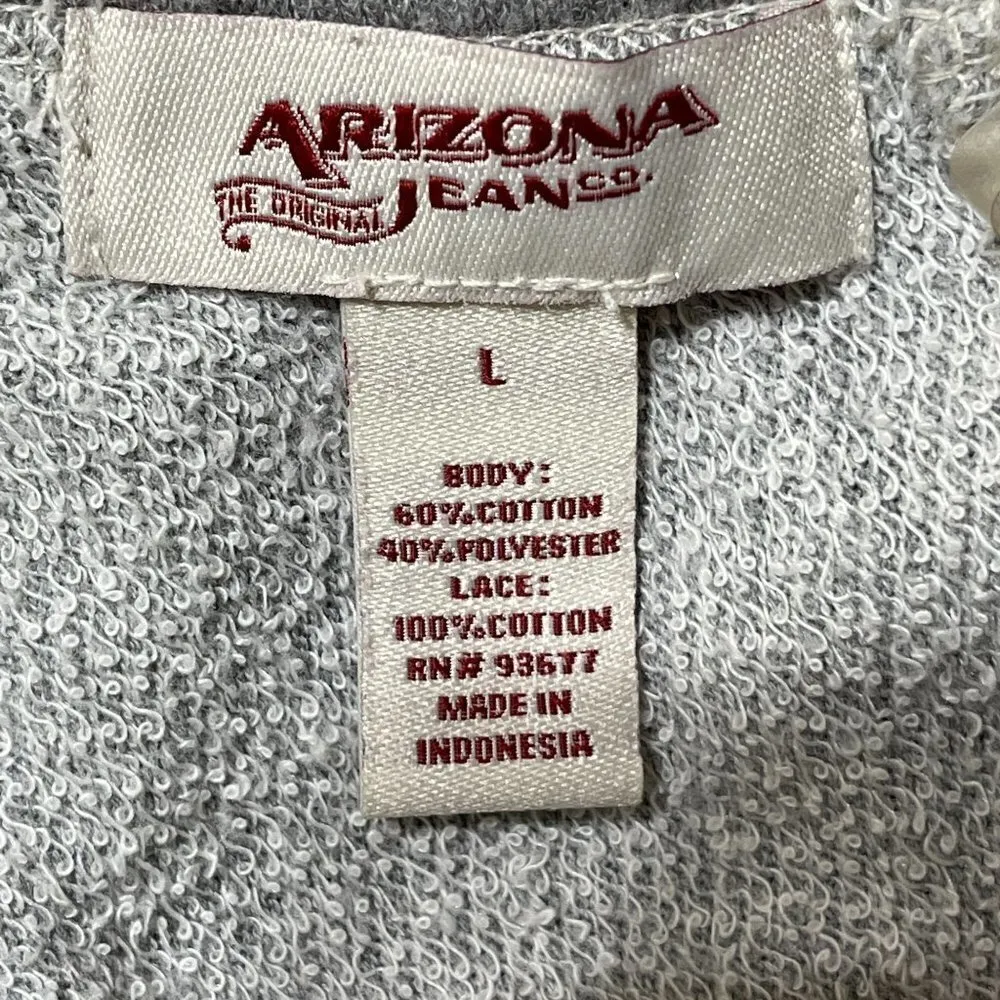 ARIZONA
THE ORIGINAL JEAN CO.
L
BODY:
60% COTTON
40% POLYESTER
LACE:
100% COTTON
RN# 93677
MADE IN
INDONESIA